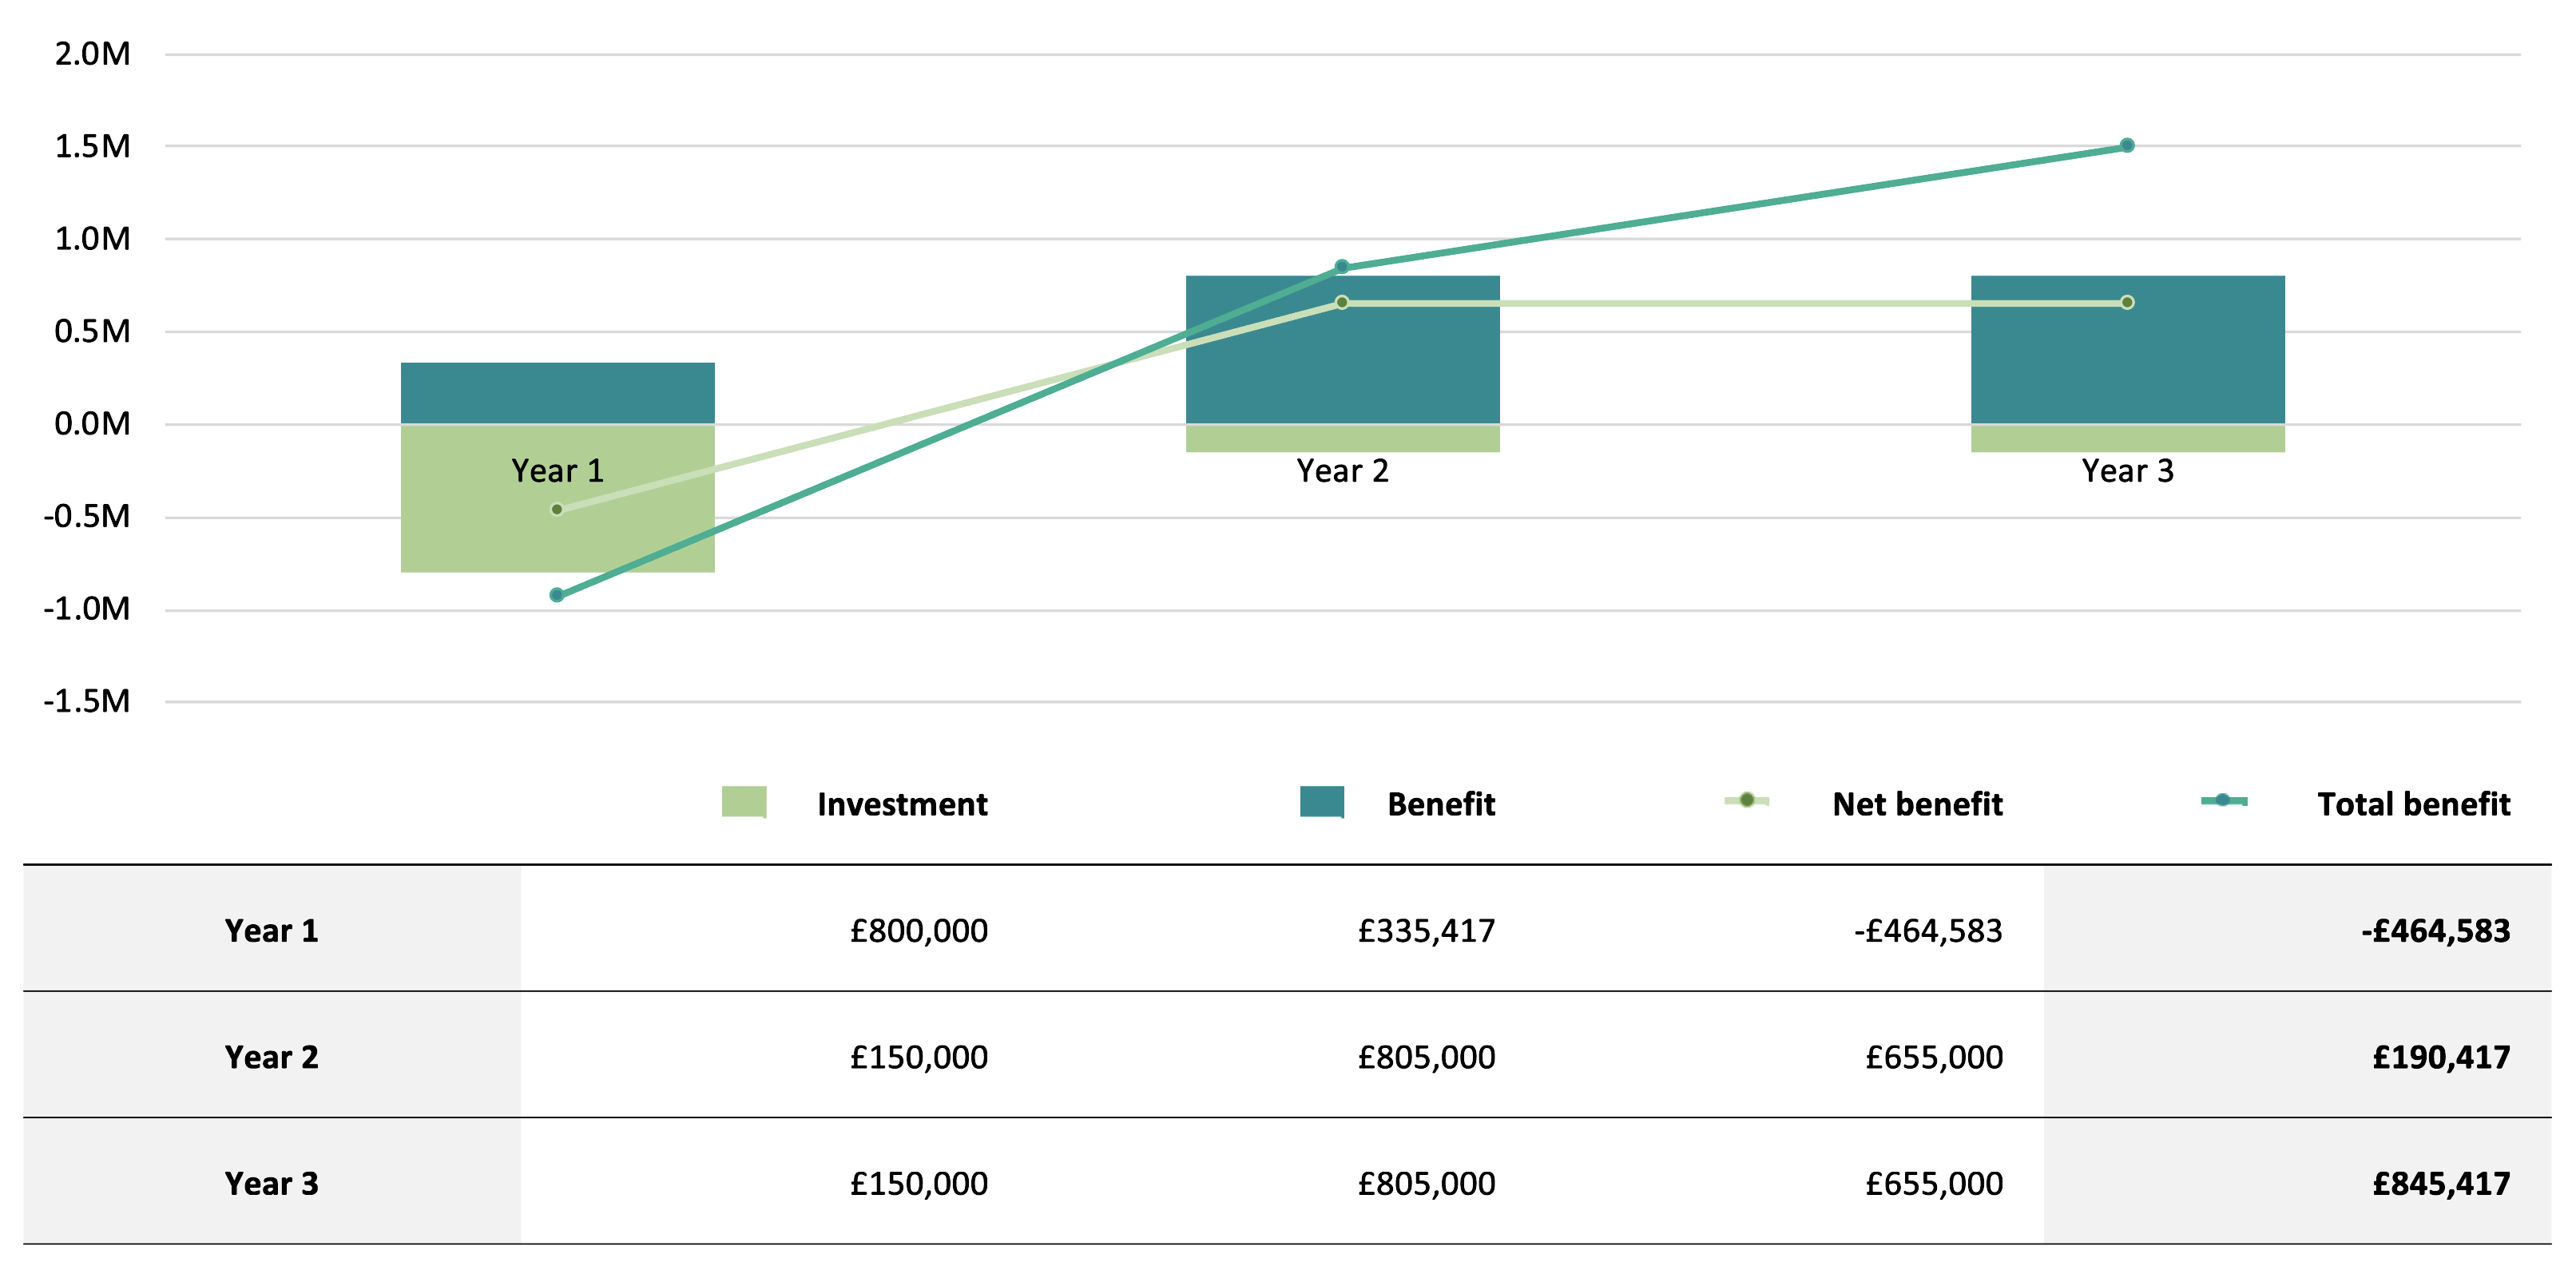 2.0M
1.5M
1.0M
0.5M
0.0M
-0.5M
-1.0M
-1.5M
Year 1 Year 2 Year 3
Investment Benefit Net benefit Total benefit
Year 1 £800,000 £335,417 -£464,583 -£464,583
Year 2 £150,000 £805,000 £655,000 £190,417
Year 3 £150,000 £805,000 £655,000 £845,417